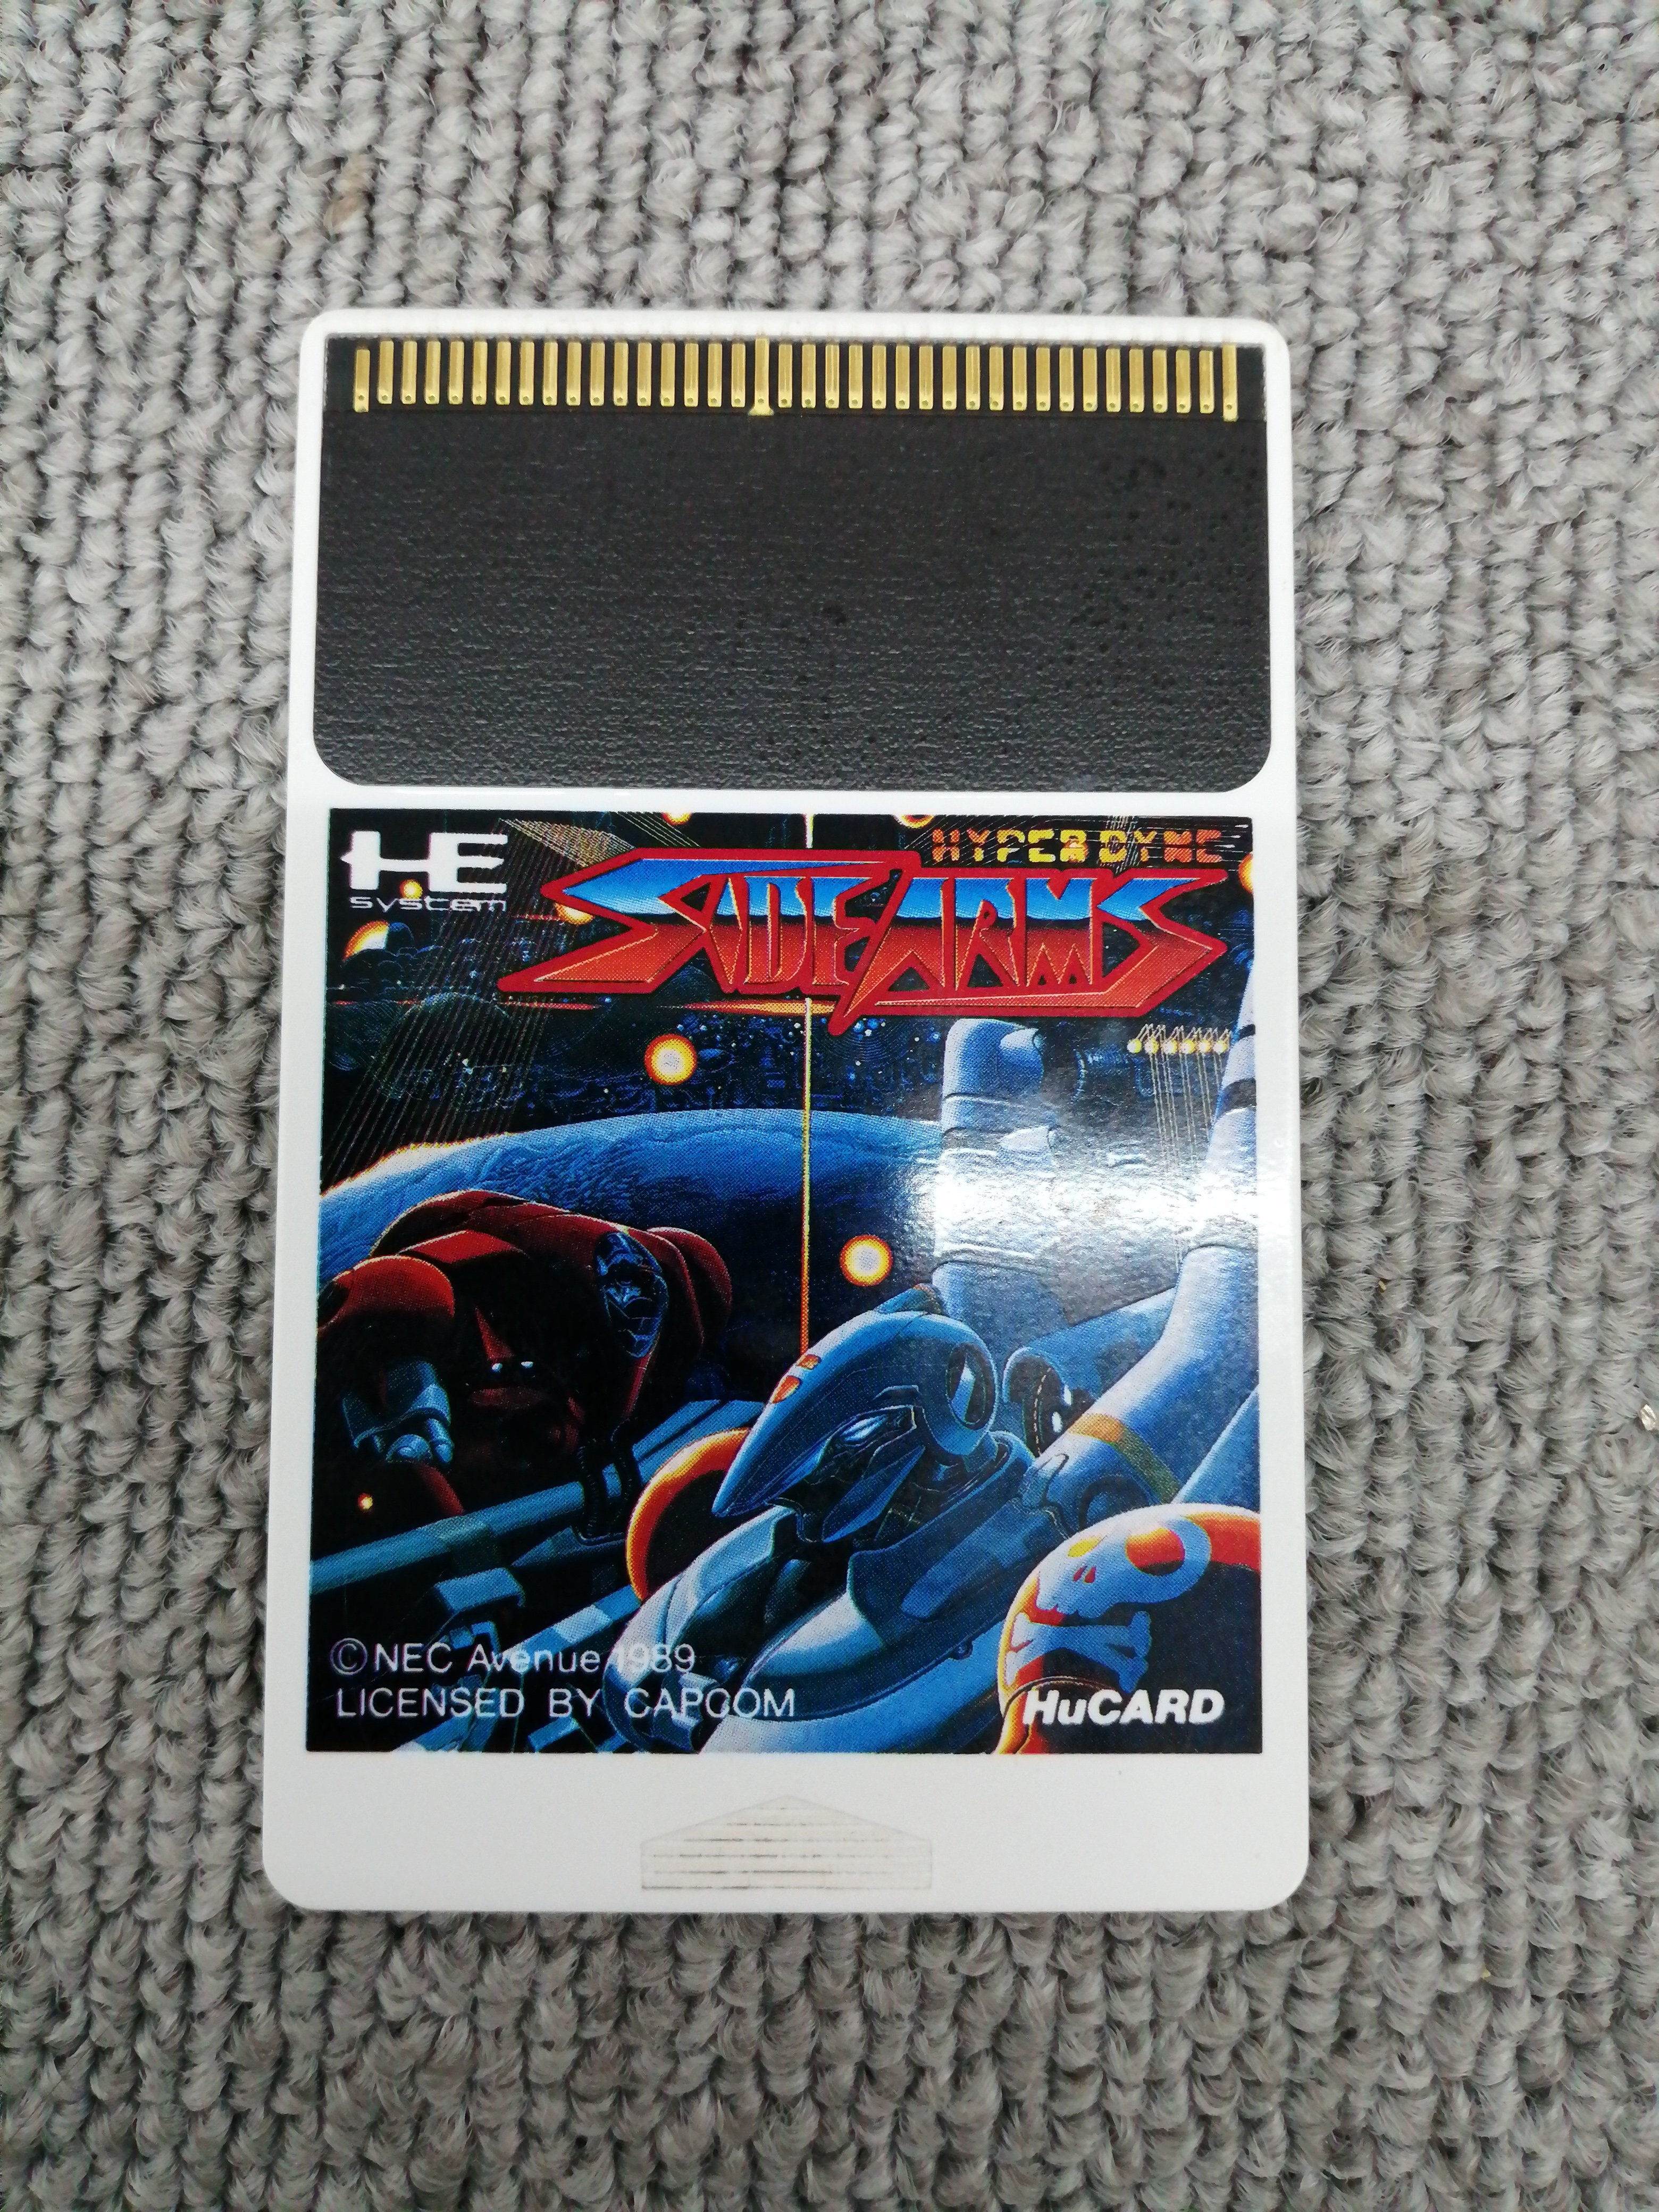 HE
system
HYPER DYNE
SIDE ARMS
©NEC Avenue 1989
LICENSED BY CAPCOM
HuCARD